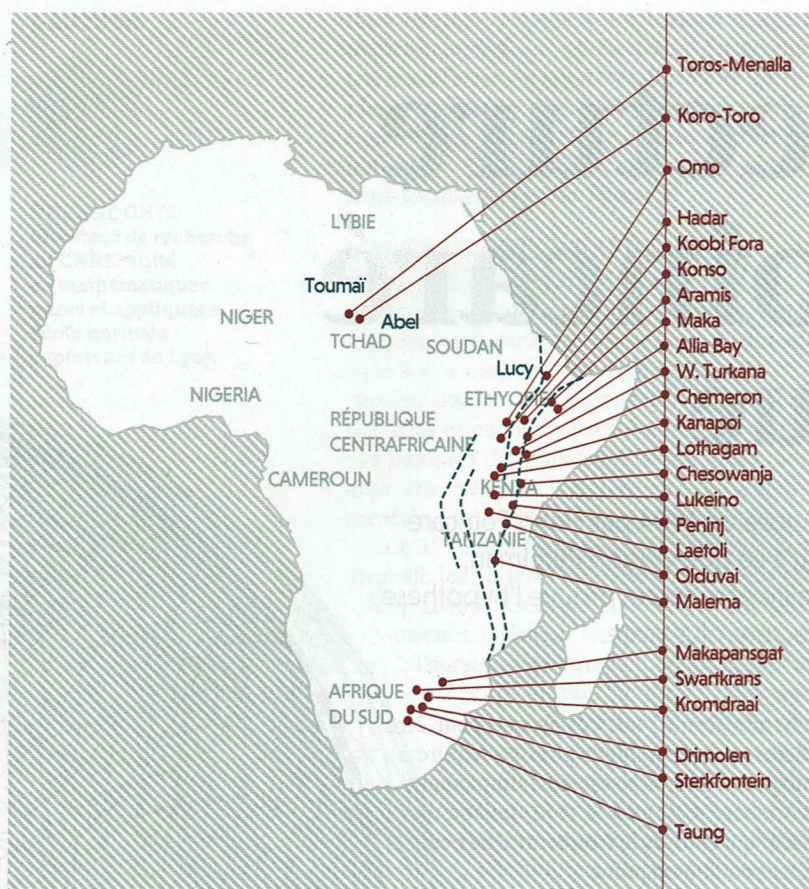 Toros-Menalla
Koro-Toro
Omo
Hadar
Koobi Fora
Konso
Aramis
Maka
Allia Bay
W. Turkana
Chemeron
Kanapoi
Lothagam
Chesowanja
Lukeino
Peninj
Laetoli
Olduvai
Malema
Makapansgat
Swartkrans
Kromdraai
Drimolen
Sterkfontein
Taung
LYBIE
Toumaï
Abel
NIGER
TCHAD
SOUDAN
Lucy
NIGERIA
ETHYOPIE
RÉPUBLIQUE
CENTRAFRICAINE
CAMEROUN
KENYA
TANZANIE
AFRIQUE
DU SUD